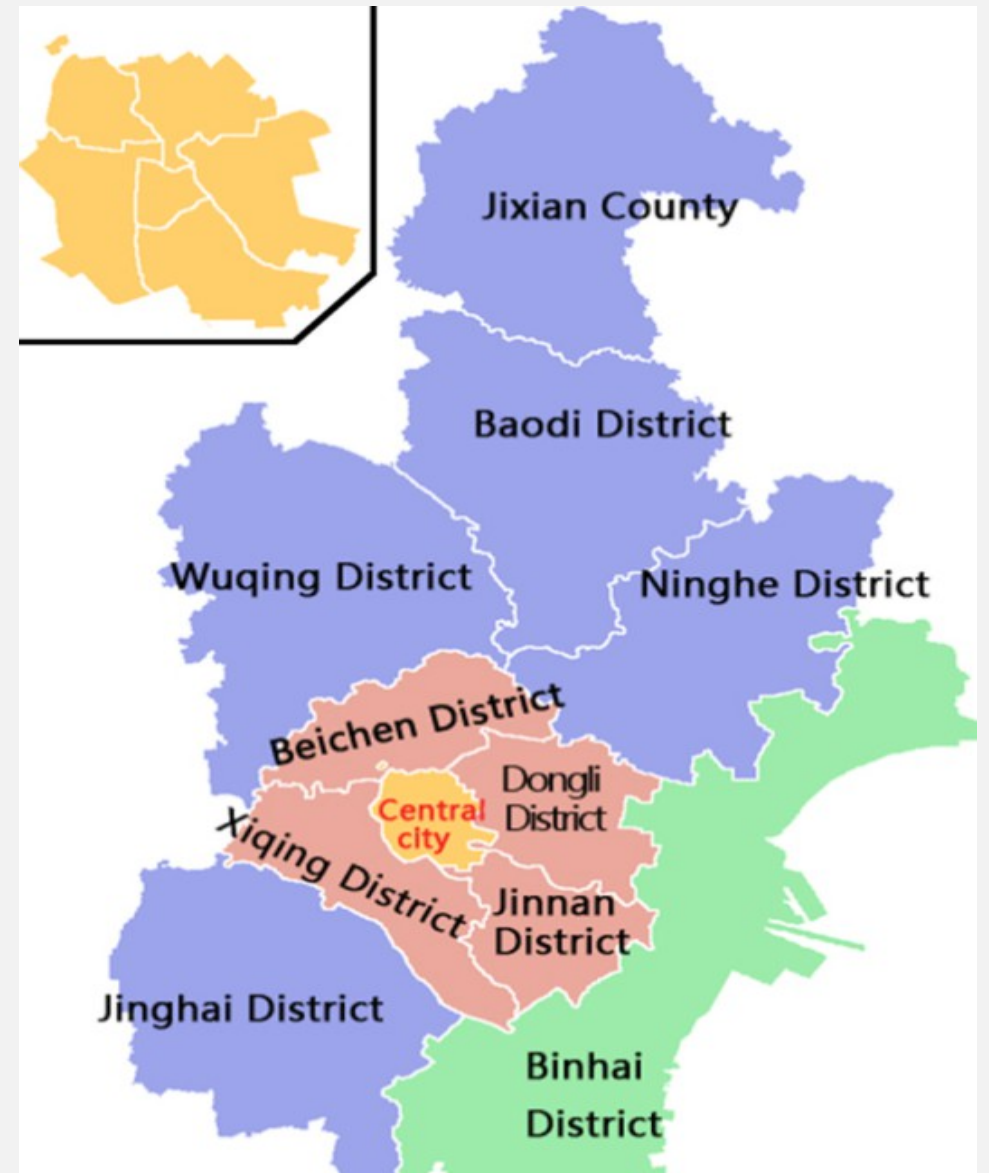 Jixian County
Baodi District
Wuqing District
Ninghe District
Beichen District
Dongli
District
Central
city
Xiqing District
Jinnan
District
Jinghai District
Binhai
District